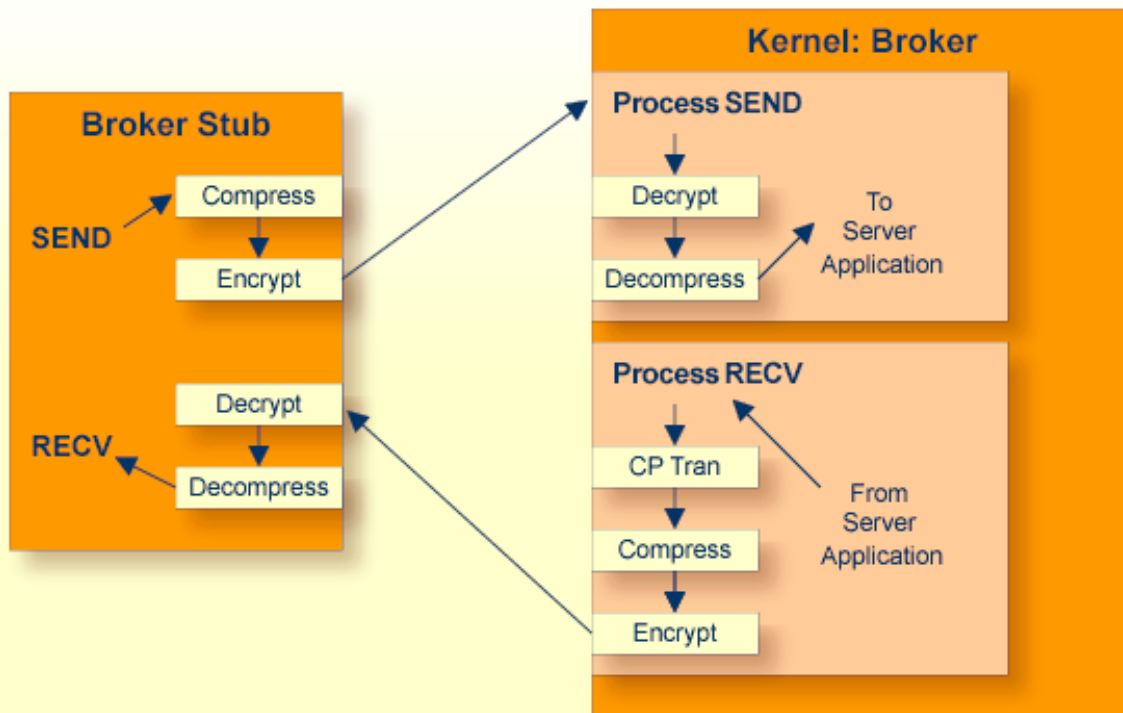 Broker Stub
Compress
SEND
Encrypt
Decrypt
RECV
Decompress
Kernel: Broker
Process SEND
Decrypt
Decompress
To
Server
Application
Process RECV
CP Tran
Compress
Encrypt
From
Server
Application